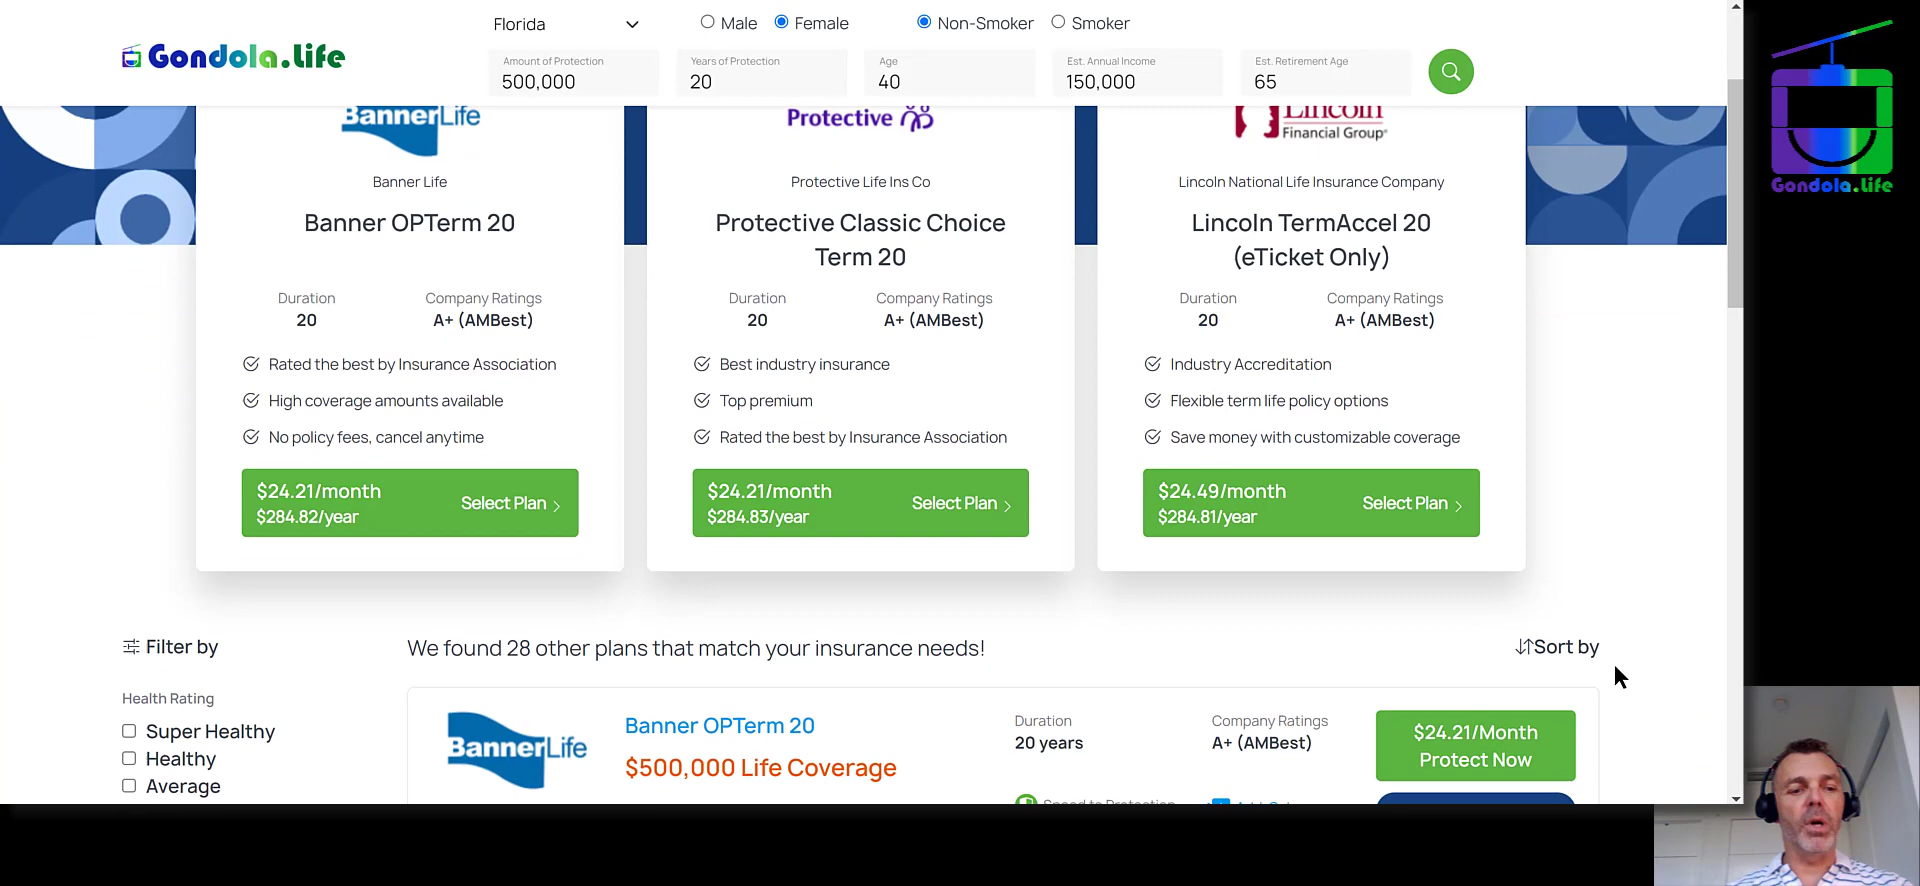 Florida
Male
Female
Non-Smoker
Smoker
Gondola.Life
Amount of Protection
500,000
Years of Protection
20
Age
40
Est. Annual Income
150,000
Est. Retirement Age
65
Gondola.Life
BannerLife
Protective
Lincoln
Financial Group®
Banner Life
Protective Life Ins Co
Lincoln National Life Insurance Company
Banner OPTerm 20
Protective Classic Choice
Term 20
Lincoln TermAccel 20
(eTicket Only)
Duration
20
Company Ratings
A+ (AMBest)
Duration
20
Company Ratings
A+ (AMBest)
Duration
20
Company Ratings
A+ (AMBest)
Rated the best by Insurance Association
High coverage amounts available
No policy fees, cancel anytime
Best industry insurance
Top premium
Rated the best by Insurance Association
Industry Accreditation
Flexible term life policy options
Save money with customizable coverage
$24.21/month
$284.82/year
Select Plan
$24.21/month
$284.83/year
Select Plan
$24.49/month
$284.81/year
Select Plan
Filter by
We found 28 other plans that match your insurance needs!
Sort by
Health Rating
Super Healthy
Healthy
Average
BannerLife
Banner OPTerm 20
$500,000 Life Coverage
Duration
20 years
Company Ratings
A+ (AMBest)
$24.21/Month
Protect Now
Speed to Protection